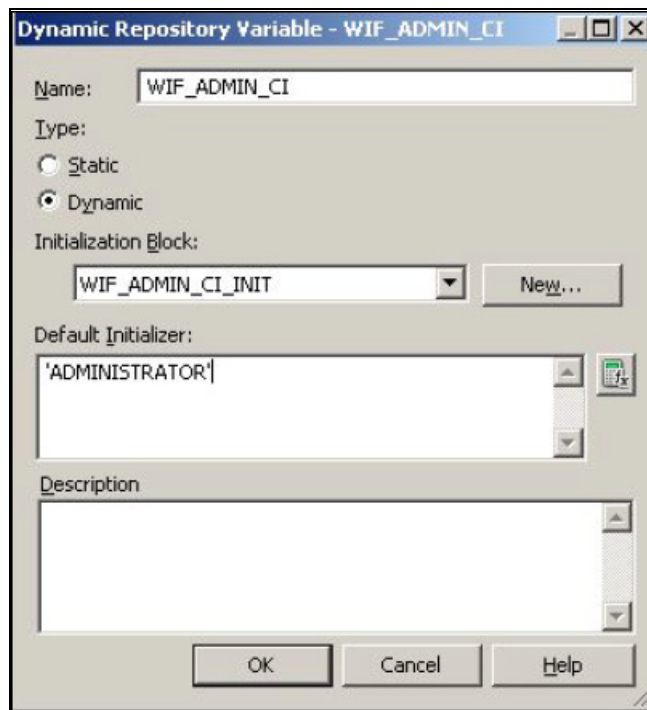 Dynamic Repository Variable - WIF_ADMIN_CI
Name: WIF_ADMIN_CI
Type:
Static
Dynamic
Initialization Block:
WIF_ADMIN_CI_INIT New...
Default Initializer:
'ADMINISTRATOR'
Description
OK Cancel Help